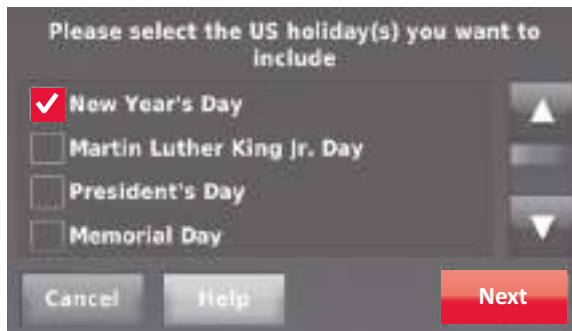 Please select the US holiday(s) you want to
include
New Year's Day
Martin Luther King Jr. Day
President's Day
Memorial Day
Cancel
Help
Next